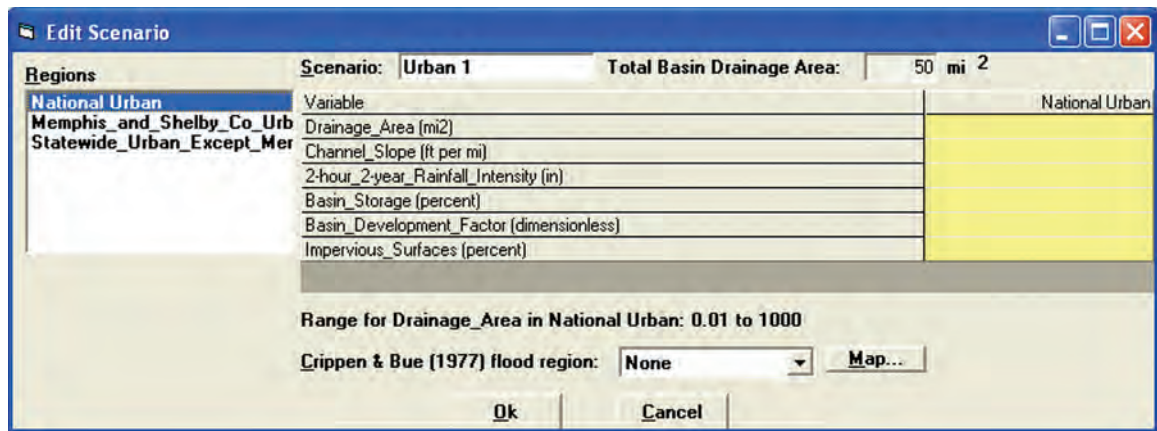 Edit Scenario
Regions
Scenario: Urban 1 Total Basin Drainage Area: 50 mi 2
National Urban
Memphis_and_Shelby_Co_Urb
Statewide_Urban_Except_Mer
Variable National Urban
Drainage_Area (mi2)
Channel_Slope (ft per mi)
2-hour_2-year_Rainfall_Intensity (in)
Basin_Storage (percent)
Basin_Development_Factor (dimensionless)
Impervious_Surfaces (percent)
Range for Drainage_Area in National Urban: 0.01 to 1000
Crippen & Bue (1977) flood region: None Map...
Ok Cancel